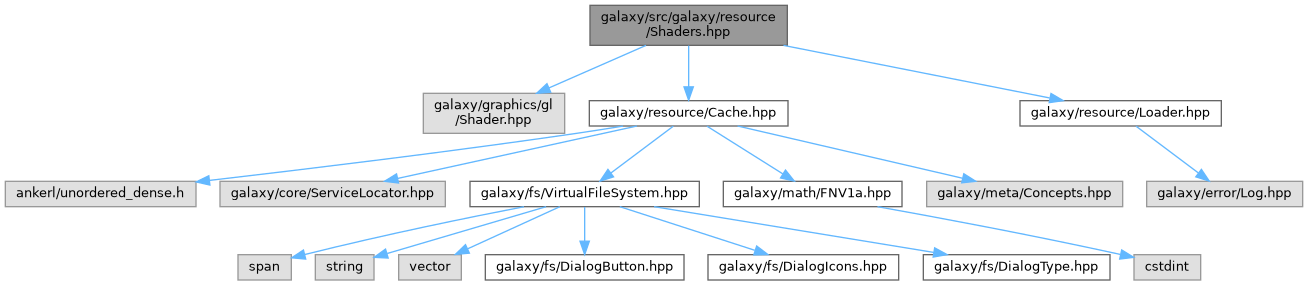 galaxy/src/galaxy/resource
/Shaders.hpp
galaxy/graphics/gl
/Shader.hpp
galaxy/resource/Cache.hpp
galaxy/resource/Loader.hpp
ankerl/unordered_dense.h
galaxy/core/ServiceLocator.hpp
galaxy/fs/VirtualFileSystem.hpp
galaxy/math/FNV1a.hpp
galaxy/meta/Concepts.hpp
galaxy/error/Log.hpp
span
string
vector
galaxy/fs/DialogButton.hpp
galaxy/fs/DialogIcons.hpp
galaxy/fs/DialogType.hpp
cstdint